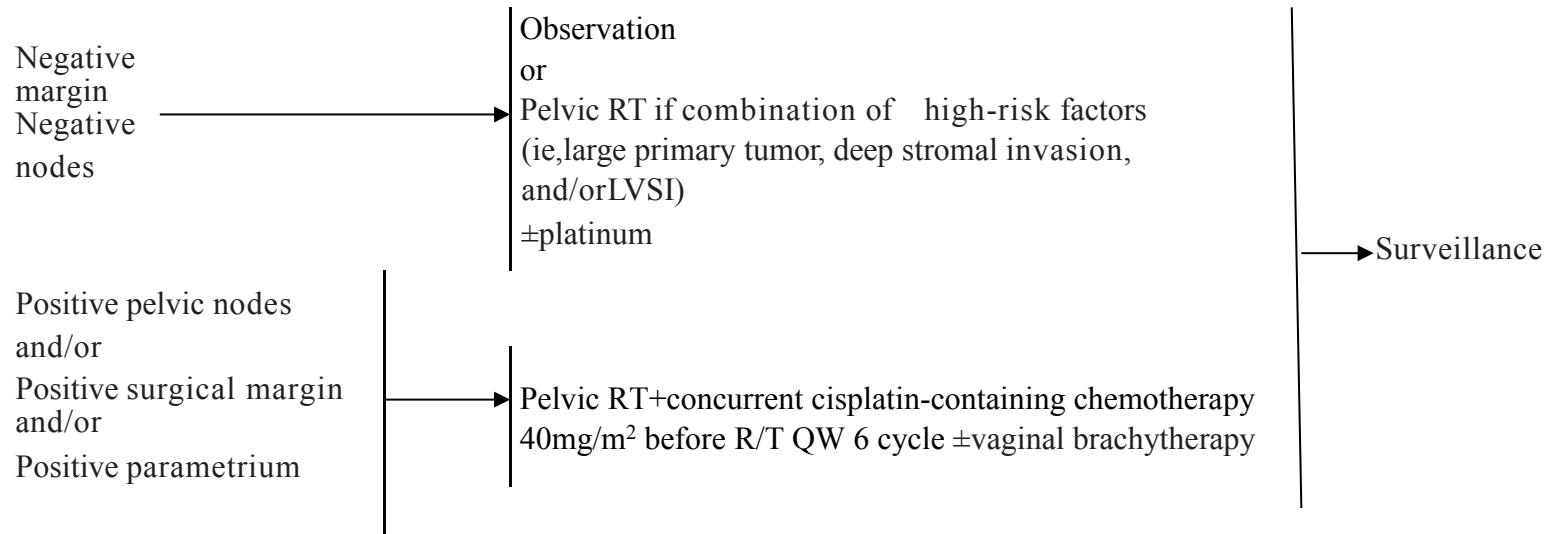 Negative
margin
Negative
nodes
Observation
or
Pelvic RT if combination of high-risk factors
(ie,large primary tumor, deep stromal invasion,
and/orLVSI)
±platinum
Surveillance
Positive pelvic nodes
and/or
Positive surgical margin
and/or
Positive parametrium
Pelvic RT+concurrent cisplatin-containing chemotherapy
40mg/m² before R/T QW 6 cycle ±vaginal brachytherapy